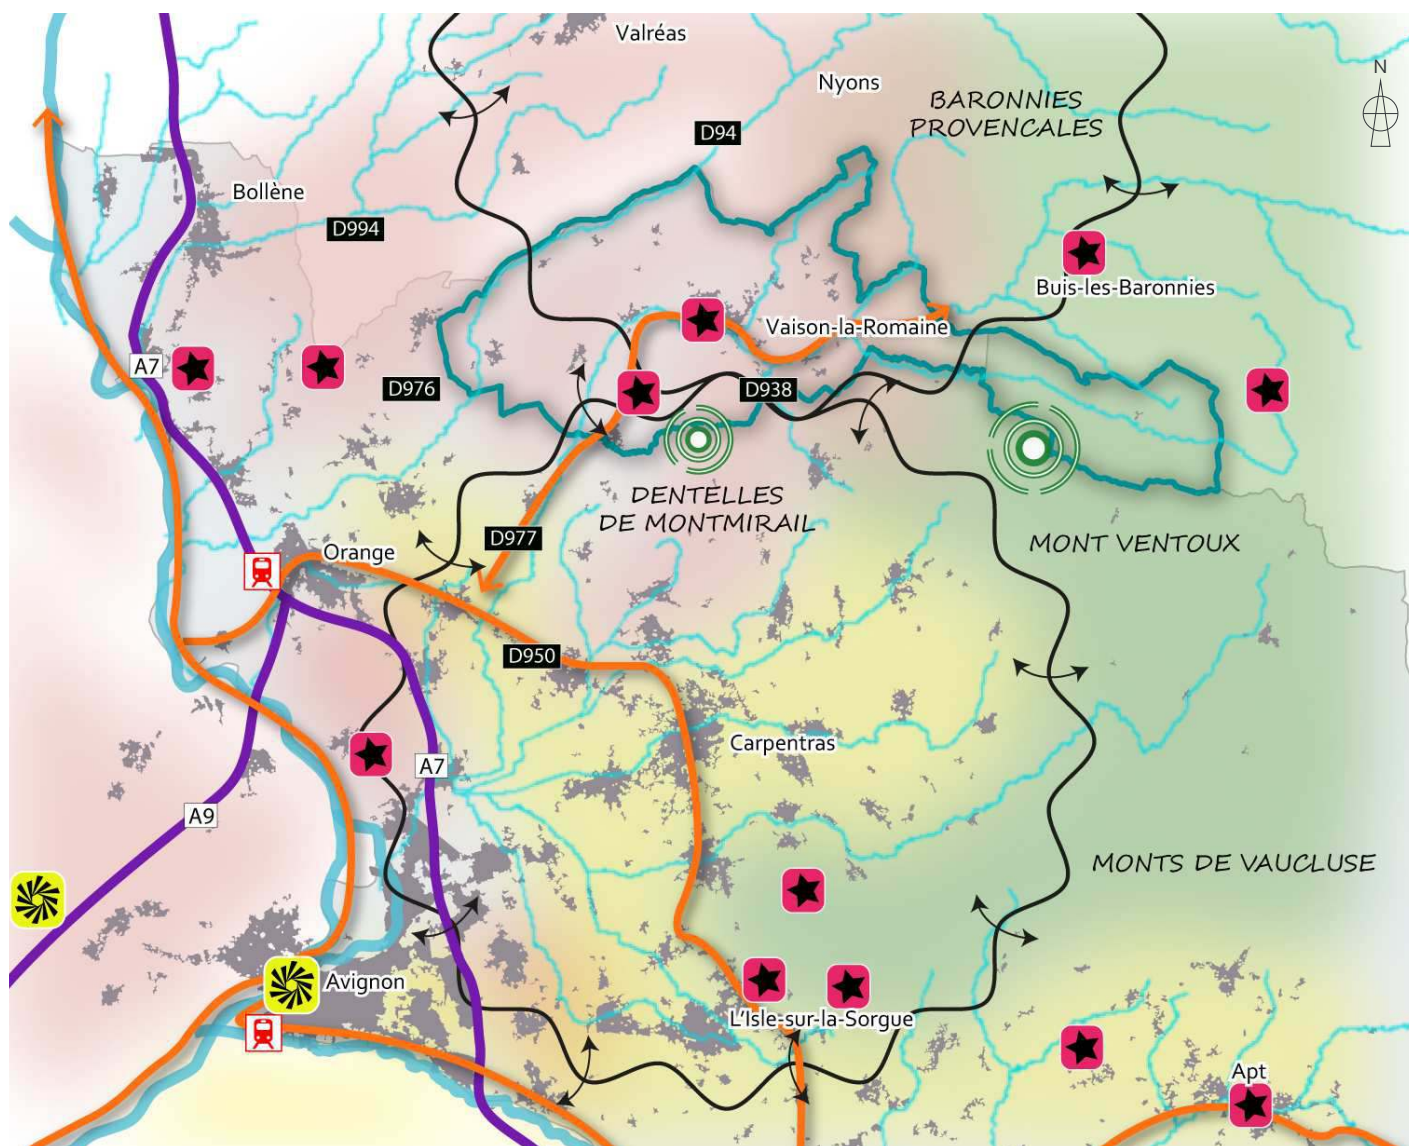 Valréas
N
Nyons
BARONNIES
PROVENCALES
D94
Bollène
D994
Buis-les-Baronnies
Vaison-la-Romaine
A7
D976
D938
DENTELLES
DE MONTMIRAIL
D977
MONT VENTOUX
Orange
D950
Carpentras
A7
A9
MONTS DE VAUCLUSE
Avignon
L'Isle-sur-la-Sorgue
Apt